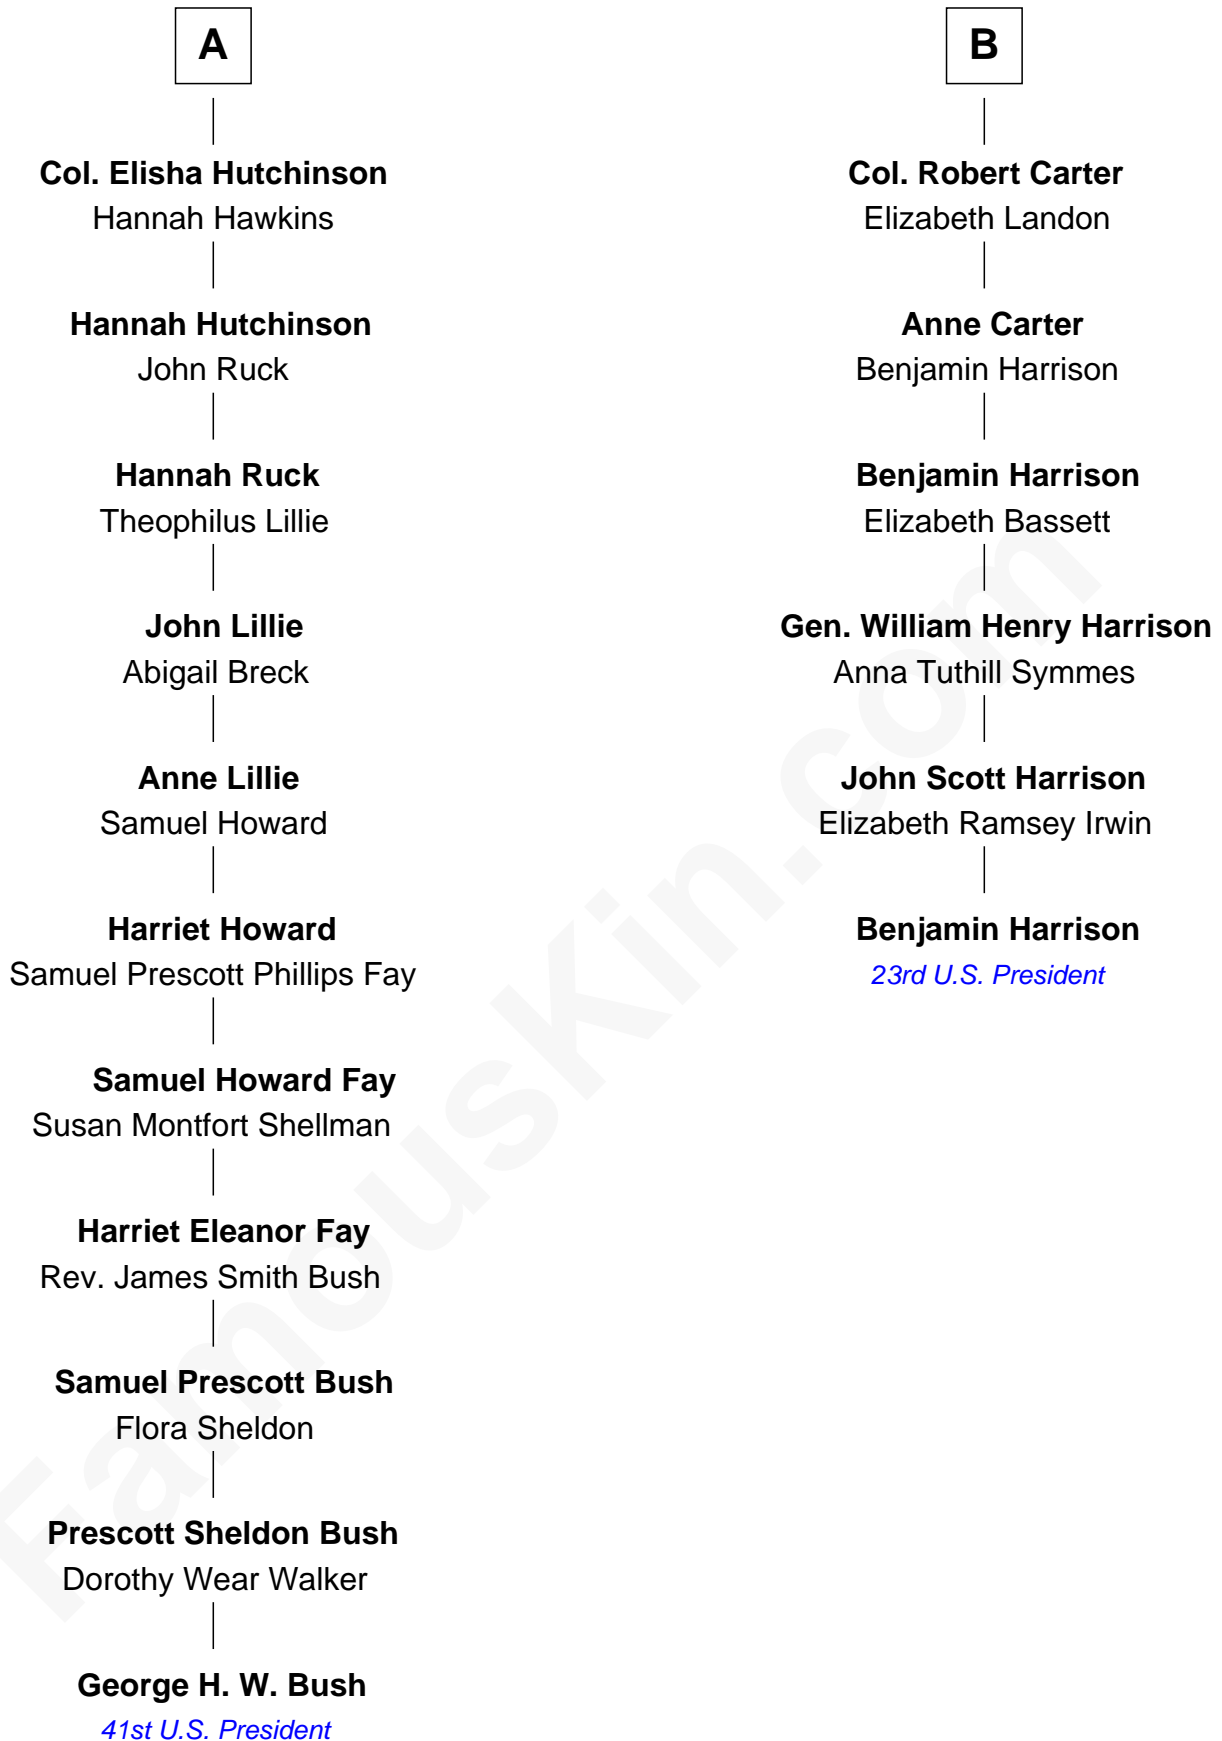 A
Col. Elisha Hutchinson
Hannah Hawkins
Hannah Hutchinson
John Ruck
Hannah Ruck
Theophilus Lillie
John Lillie
Abigail Breck
Anne Lillie
Samuel Howard
Harriet Howard
Samuel Prescott Phillips Fay
Samuel Howard Fay
Susan Montfort Shellman
Harriet Eleanor Fay
Rev. James Smith Bush
Samuel Prescott Bush
Flora Sheldon
Prescott Sheldon Bush
Dorothy Wear Walker
George H. W. Bush
41st U.S. President
B
Col. Robert Carter
Elizabeth Landon
Anne Carter
Benjamin Harrison
Benjamin Harrison
Elizabeth Bassett
Gen. William Henry Harrison
Anna Tuthill Symmes
John Scott Harrison
Elizabeth Ramsey Irwin
Benjamin Harrison
23rd U.S. President
FamousKin.com